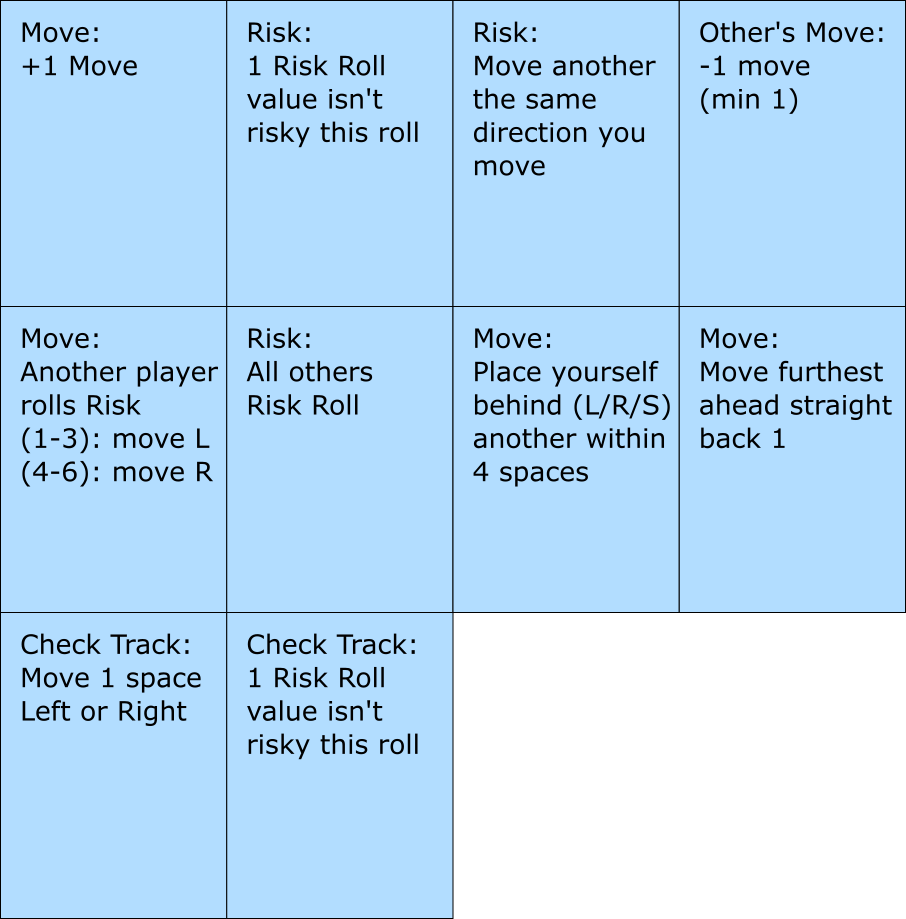 Move:
+1 Move
Risk:
1 Risk Roll
value isn't
risky this roll
Risk:
Move another
the same
direction you
move
Other's Move:
-1 move
(min 1)
Move:
Another player
rolls Risk
(1-3): move L
(4-6): move R
Risk:
All others
Risk Roll
Move:
Place yourself
behind (L/R/S)
another within
4 spaces
Move:
Move furthest
ahead straight
back 1
Check Track:
Move 1 space
Left or Right
Check Track:
1 Risk Roll
value isn't
risky this roll